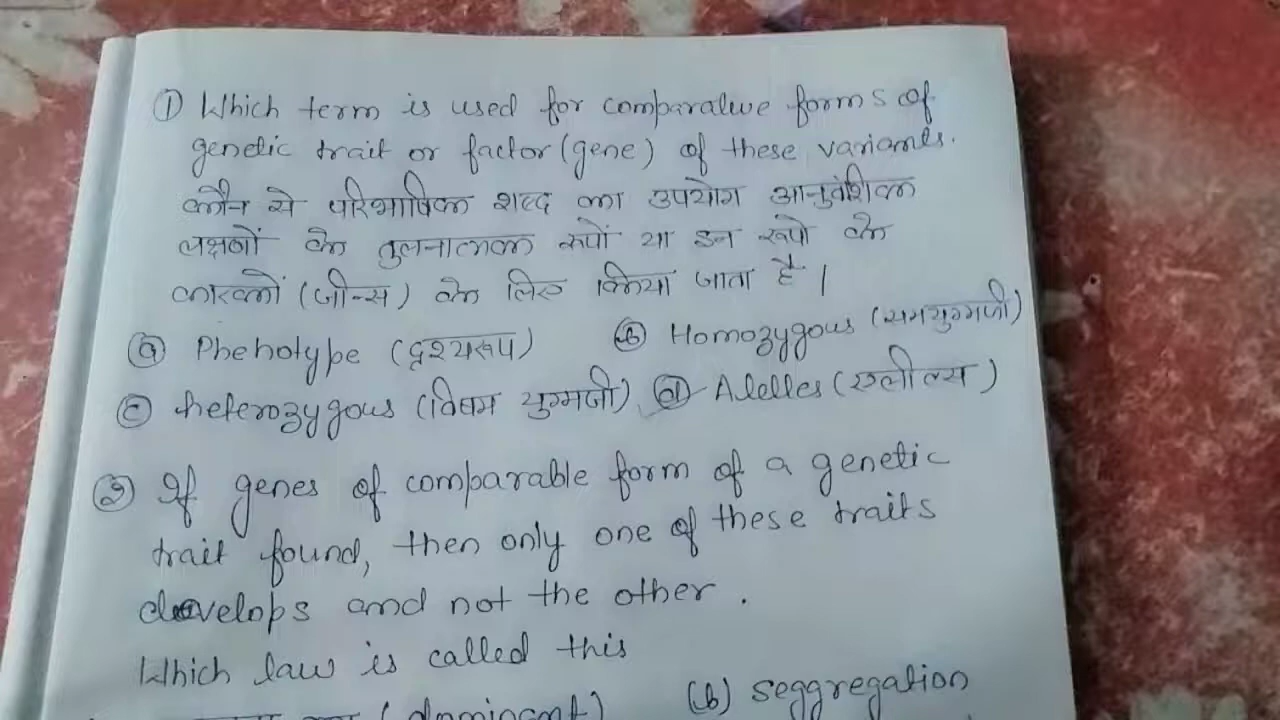 ① Which term is used for comparative forms of
genetic trait or factor (gene) of these variants.
कौन से परिभाषिक शब्द का उपयोग आनुवंशिक
लक्षणों के तुलनात्मक रूपों या इन रूपो के
कारकों (जीन्स) के लिए किया जाता है |
ⓐ Phehotype (दृश्यरूप) ⓑ Homozygous (समयुग्मजी)
ⓒ heterozygous (विषम युग्मजी) ⓓ Alelles (एलील्स)
② If genes of comparable form of a genetic
trait found, then only one of these traits
develops and not the other.
Which law is called this
(dominant) (b) seggregation